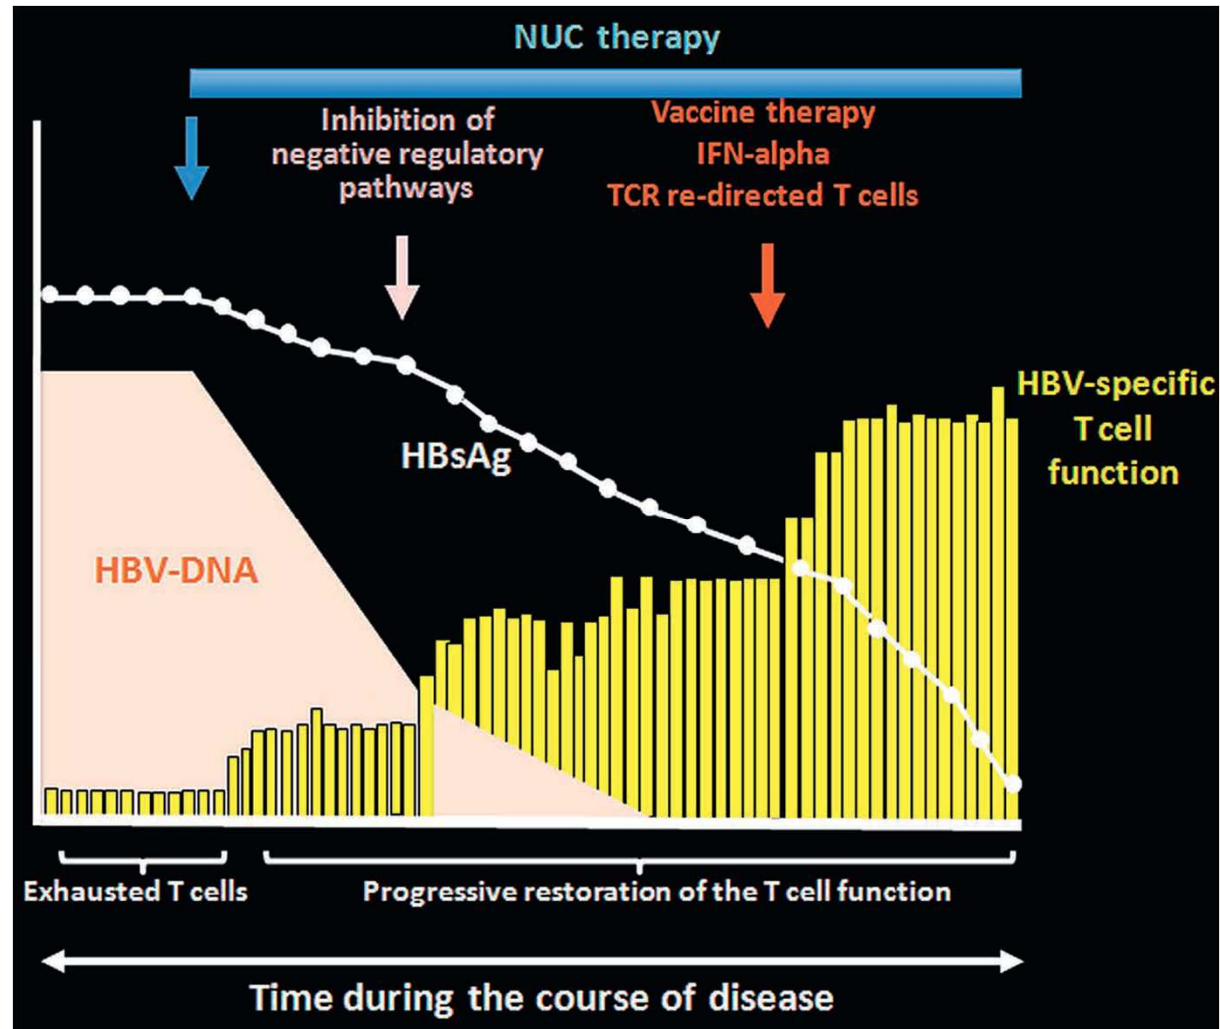 NUC therapy
Inhibition of
negative regulatory
pathways
Vaccine therapy
IFN-alpha
TCR re-directed T cells
HBV-specific
T cell
function
HBsAg
HBV-DNA
Exhausted T cells
Progressive restoration of the T cell function
Time during the course of disease